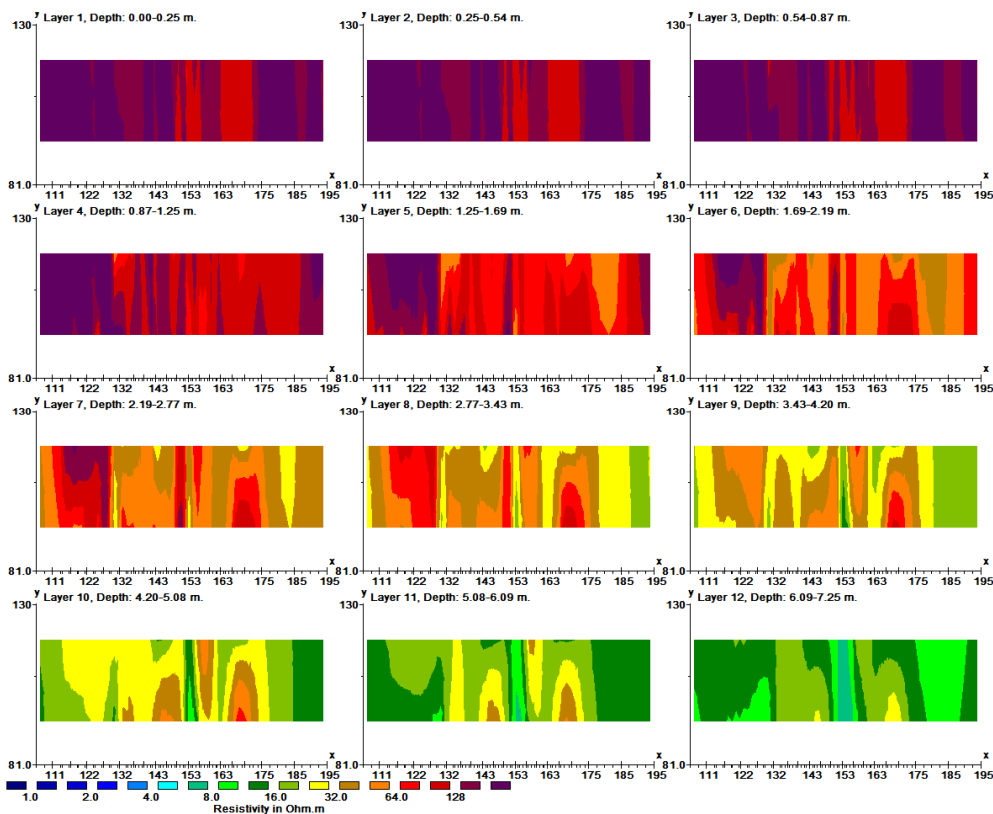 y Layer 1, Depth: 0.00-0.25 m. y Layer 2, Depth: 0.25-0.54 m. y Layer 3, Depth: 0.54-0.87 m.
130 130 130
x x x
81.0 81.0 81.0
111 122 132 143 153 163 175 185 195 111 122 132 143 153 163 175 185 195 111 122 132 143 153 163 175 185 195
y Layer 4, Depth: 0.87-1.25 m. y Layer 5, Depth: 1.25-1.69 m. y Layer 6, Depth: 1.69-2.19 m.
130 130 130
x x x
81.0 81.0 81.0
111 122 132 143 153 163 175 185 195 111 122 132 143 153 163 175 185 195 111 122 132 143 153 163 175 185 195
y Layer 7, Depth: 2.19-2.77 m. y Layer 8, Depth: 2.77-3.43 m. y Layer 9, Depth: 3.43-4.20 m.
130 130 130
x x x
81.0 81.0 81.0
111 122 132 143 153 163 175 185 195 111 122 132 143 153 163 175 185 195 111 122 132 143 153 163 175 185 195
y Layer 10, Depth: 4.20-5.08 m. y Layer 11, Depth: 5.08-6.09 m. y Layer 12, Depth: 6.09-7.25 m.
130 130 130
x x x
81.0 81.0 81.0
111 122 132 143 153 163 175 185 195 111 122 132 143 153 163 175 185 195 111 122 132 143 153 163 175 185 195
1.0 2.0 4.0 8.0 16.0 32.0 64.0 128
Resistivity in Ohm.m